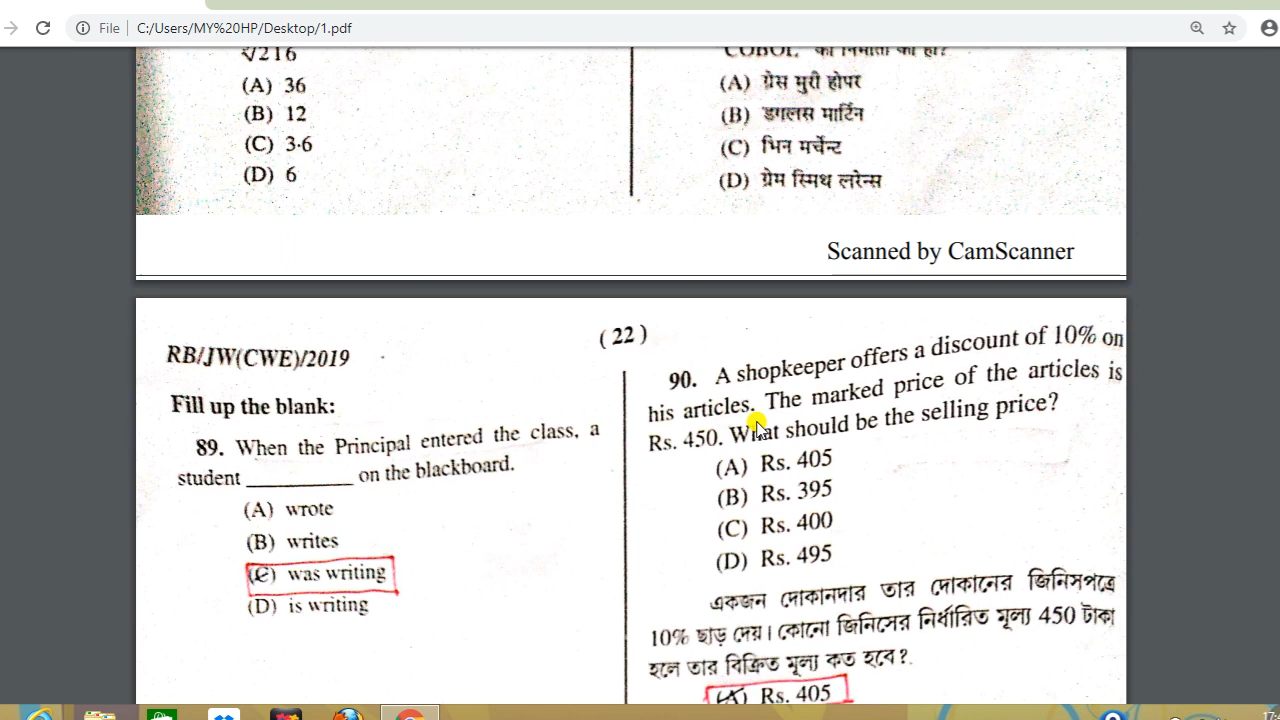 File
C:/Users/MY%20HP/Desktop/1.pdf
∛216
(A) 36
(B) 12
(C) 3·6
(D) 6
COBOL
(A) ग्रेस मुरी होपर
(B) डगलस मार्टिन
(C) भिन मर्चेन्ट
(D) ग्रेम स्मिथ लरेन्स
Scanned by CamScanner
( 22 )
RB/JW(CWE)/2019
Fill up the blank:
89. When the Principal entered the class, a
student __________ on the blackboard.
(A) wrote
(B) writes
(C) was writing
(D) is writing
90. A shopkeeper offers a discount of 10% on
his articles. The marked price of the articles is
Rs. 450. What should be the selling price?
(A) Rs. 405
(B) Rs. 395
(C) Rs. 400
(D) Rs. 495
একজন দোকানদার তার দোকানের জিনিসপত্রে
10% ছাড় দেয়। কোনো জিনিসের নির্ধারিত মূল্য 450 টাকা
হলে তার বিক্রিত মূল্য কত হবে?
(A) Rs. 405